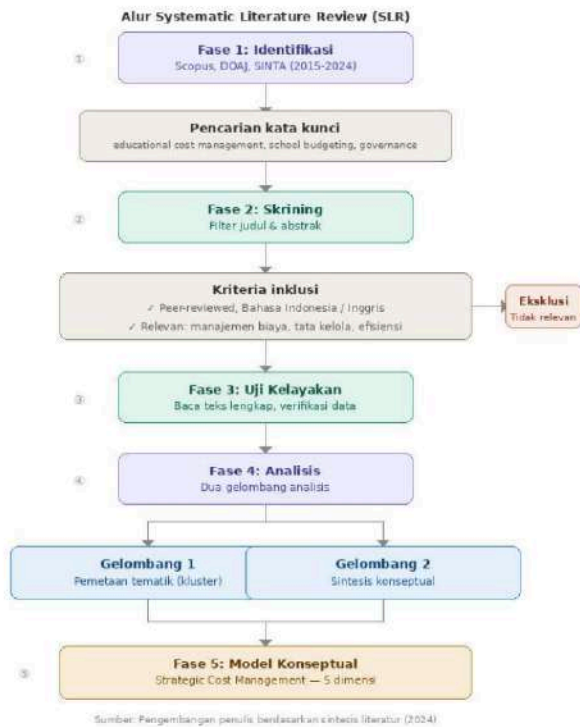 Alur Systematic Literature Review (SLR)
①
Fase 1: Identifikasi
Scopus, DOAJ, SINTA (2015-2024)
Pencarian kata kunci
educational cost management, school budgeting, governance
②
Fase 2: Skrining
Filter judul & abstrak
Kriteria inklusi
✓ Peer-reviewed, Bahasa Indonesia / Inggris
✓ Relevan: manajemen biaya, tata kelola, efisiensi
Eksklusi
Tidak relevan
③
Fase 3: Uji Kelayakan
Baca teks lengkap, verifikasi data
④
Fase 4: Analisis
Dua gelombang analisis
Gelombang 1
Pemetaan tematik (kluster)
Gelombang 2
Sintesis konseptual
⑤
Fase 5: Model Konseptual
Strategic Cost Management — 5 dimensi
Sumber: Pengembangan penulis berdasarkan sintesis literatur (2024)